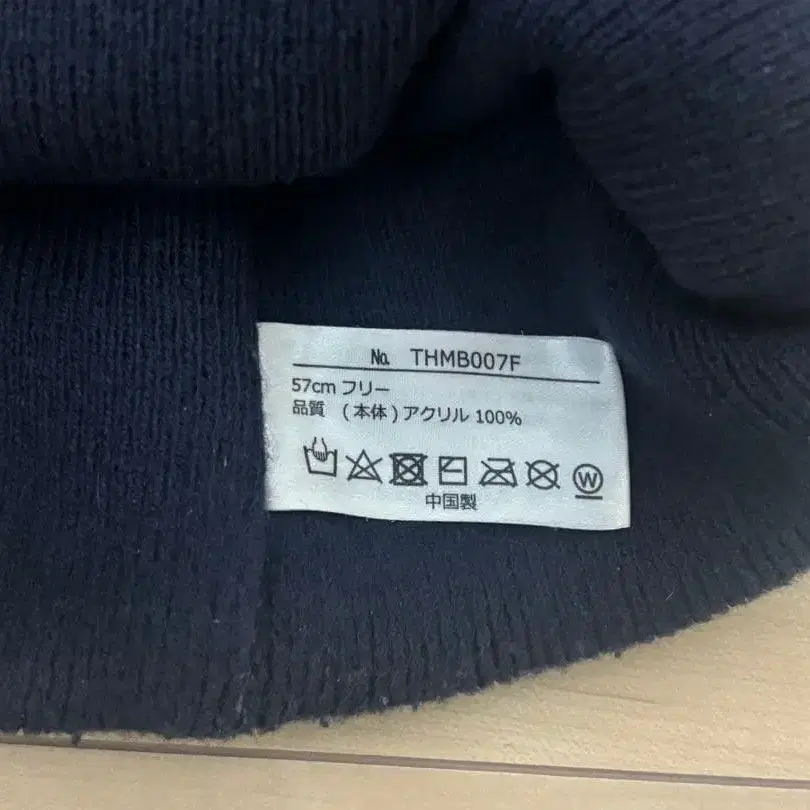 № THMB007F
57cm フリー
品質 (本体)アクリル 100%
W
中国製